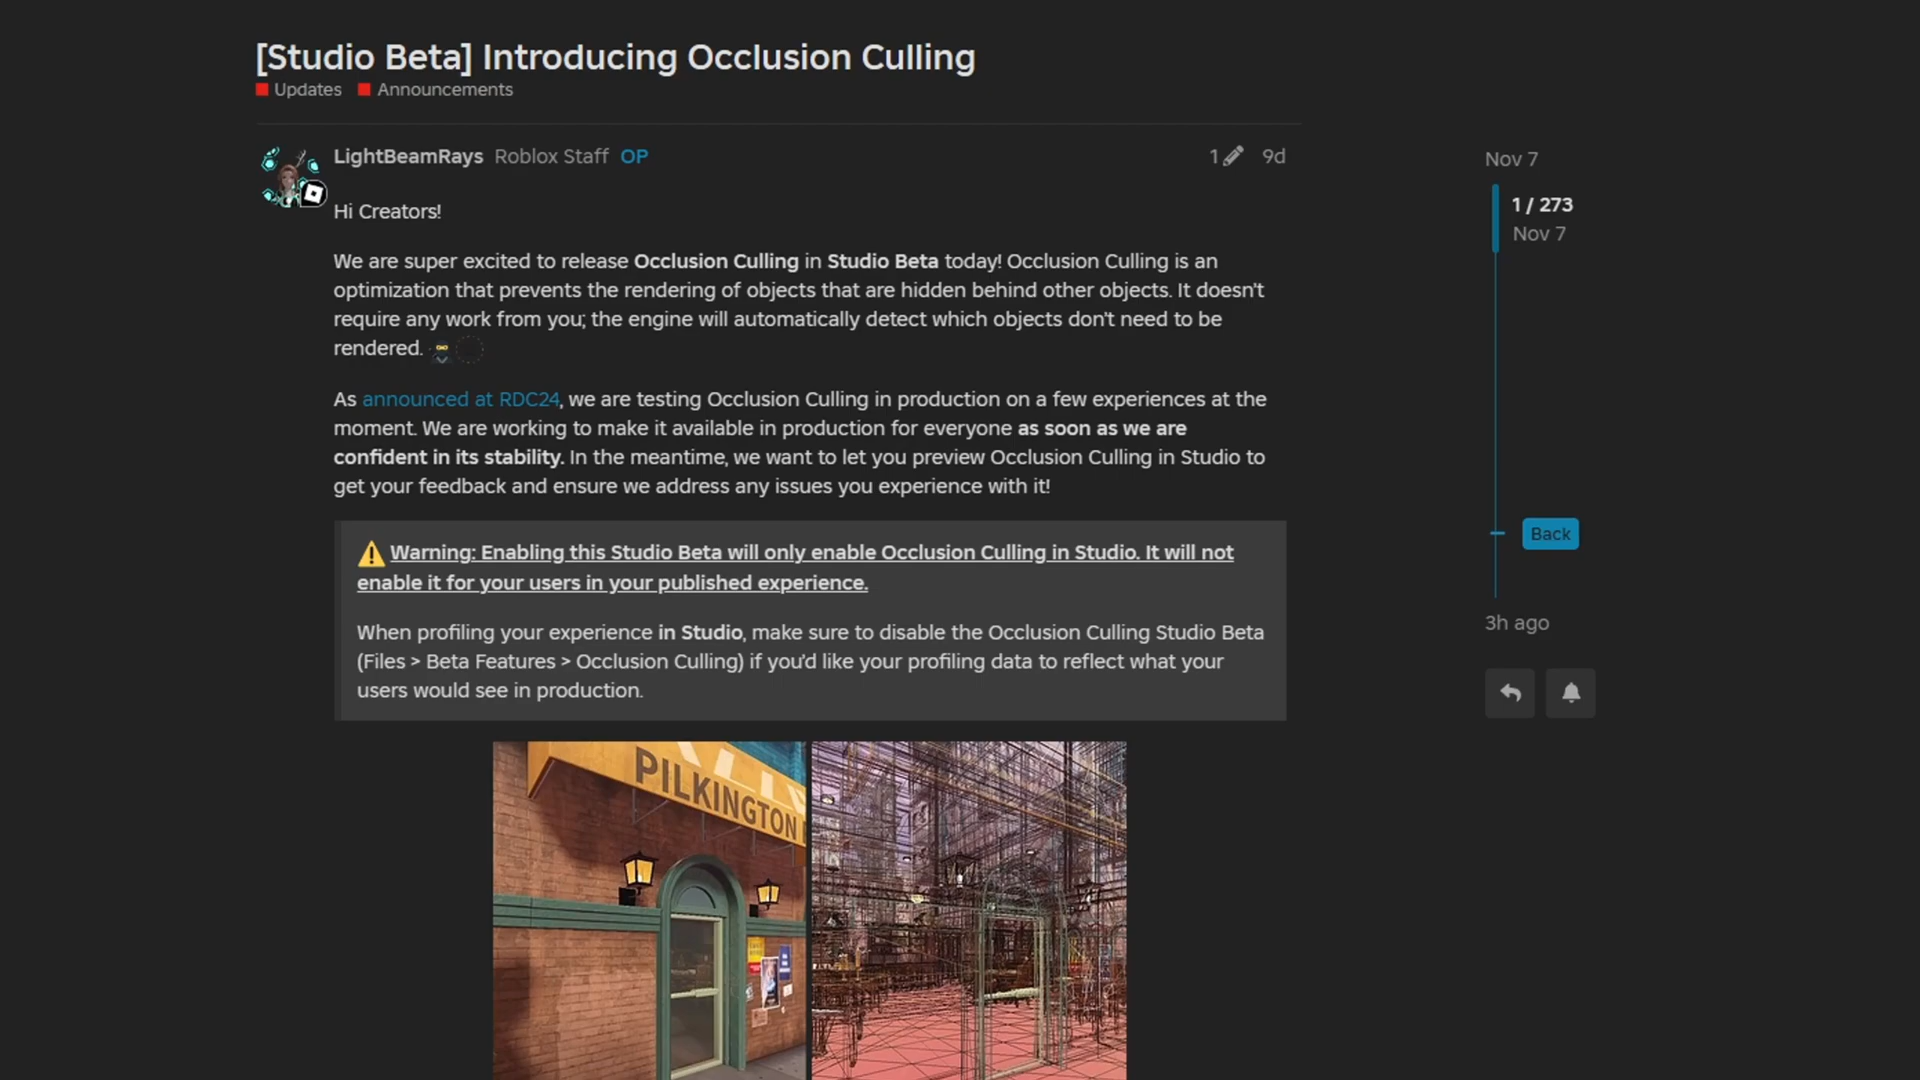 [Studio Beta] Introducing Occlusion Culling
Updates Announcements
LightBeamRays Roblox Staff OP 1 9d
Hi Creators!
We are super excited to release Occlusion Culling in Studio Beta today! Occlusion Culling is an
optimization that prevents the rendering of objects that are hidden behind other objects. It doesn't
require any work from you; the engine will automatically detect which objects don't need to be
rendered.
As announced at RDC24, we are testing Occlusion Culling in production on a few experiences at the
moment. We are working to make it available in production for everyone as soon as we are
confident in its stability. In the meantime, we want to let you preview Occlusion Culling in Studio to
get your feedback and ensure we address any issues you experience with it!
Warning: Enabling this Studio Beta will only enable Occlusion Culling in Studio. It will not
enable it for your users in your published experience.
When profiling your experience in Studio, make sure to disable the Occlusion Culling Studio Beta
(Files > Beta Features > Occlusion Culling) if you'd like your profiling data to reflect what your
users would see in production.
PILKINGTON
Nov 7
1 / 273
Nov 7
Back
3h ago